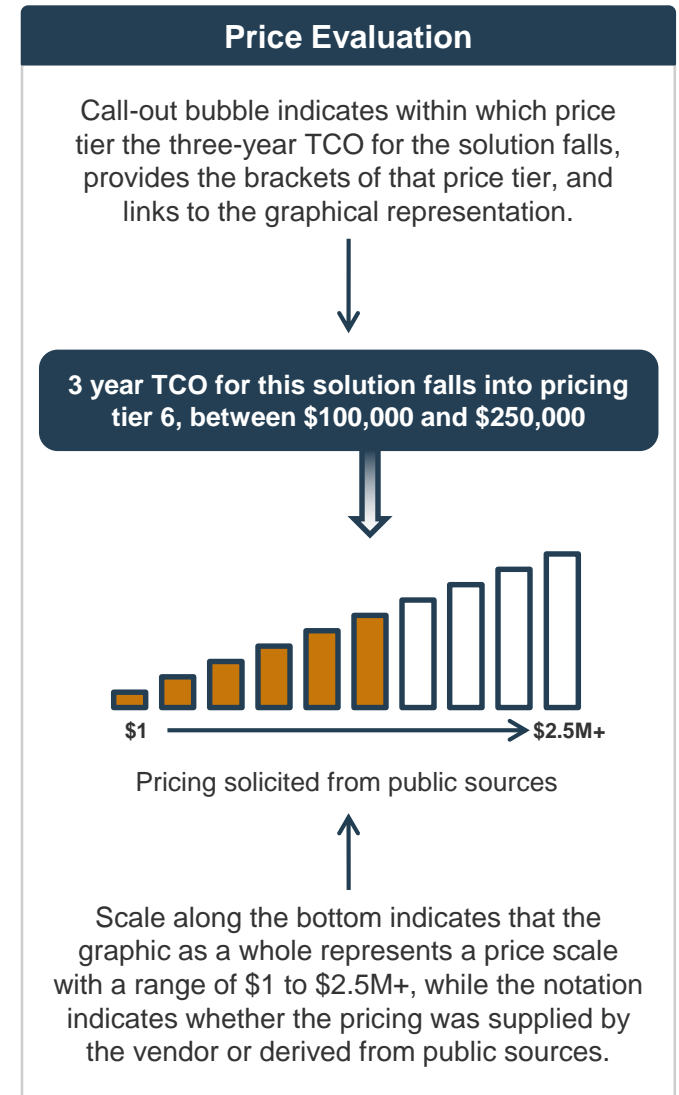 Price Evaluation
Call-out bubble indicates within which price
tier the three-year TCO for the solution falls,
provides the brackets of that price tier, and
links to the graphical representation.
3 year TCO for this solution falls into pricing
tier 6, between $100,000 and $250,000
$1
$2.5M+
Pricing solicited from public sources
Scale along the bottom indicates that the
graphic as a whole represents a price scale
with a range of $1 to $2.5M+, while the notation
indicates whether the pricing was supplied by
the vendor or derived from public sources.